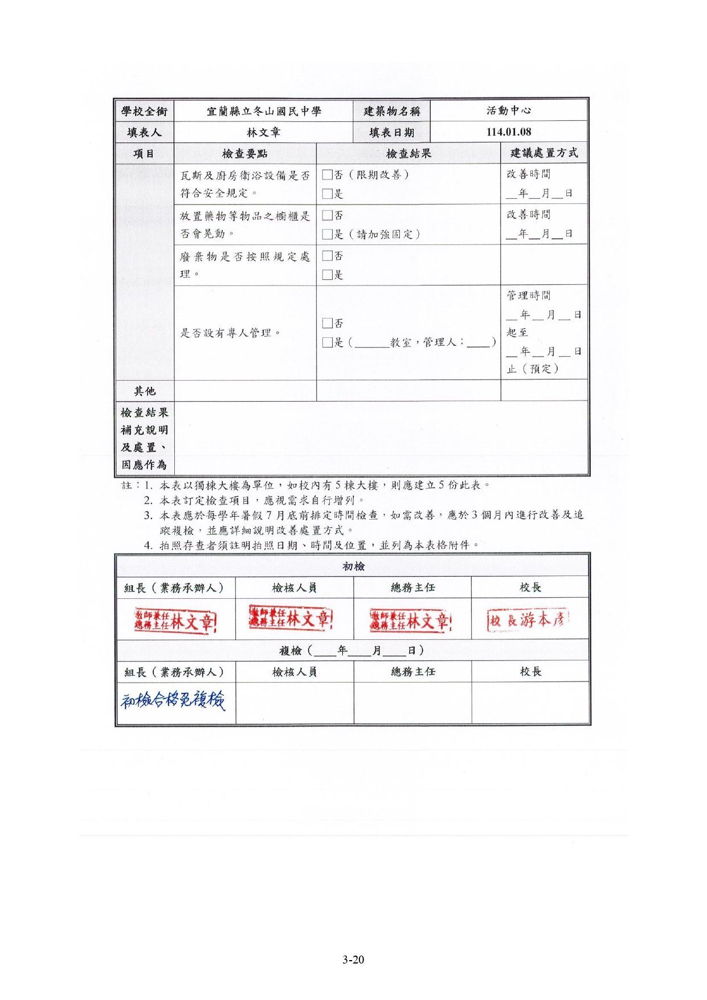 學校全銜 宜蘭縣立冬山國民中學 建築物名稱 活動中心
填表人 林文章 填表日期 114.01.08
項目 檢查要點 檢查結果 建議處置方式
瓦斯及廚房衛浴設備是否 □否（限期改善） 改善時間
符合安全規定。 □是 __年__月__日
放置藥物等物品之櫥櫃是 □否 改善時間
否會晃動。 □是（請加強固定） __年__月__日
廢棄物是否按照規定處 □否
理。 □是
管理時間
__年__月__日
是否設有專人管理。 □否 起至
□是（______教室，管理人：____） __年__月__日
止（預定）
其他
檢查結果
補充說明
及處置、
因應作為
註：1. 本表以獨棟大樓為單位，如校內有 5 棟大樓，則應建立 5 份此表。
2. 本表訂定檢查項目，應視需求自行增列。
3. 本表應於每學年暑假 7 月底前排定時間檢查，如需改善，應於 3 個月內進行改善及追
蹤複檢，並應詳細說明改善處置方式。
4. 拍照存查者須註明拍照日期、時間及位置，並列為本表格附件。
初檢
組長（業務承辦人） 檢核人員 總務主任 校長
教師兼任總務主任林文章 教師兼任總務主任林文章 教師兼任總務主任林文章 校長游本彥
複檢（____年____月____日）
組長（業務承辦人） 檢核人員 總務主任 校長
初檢合格免複檢
3-20